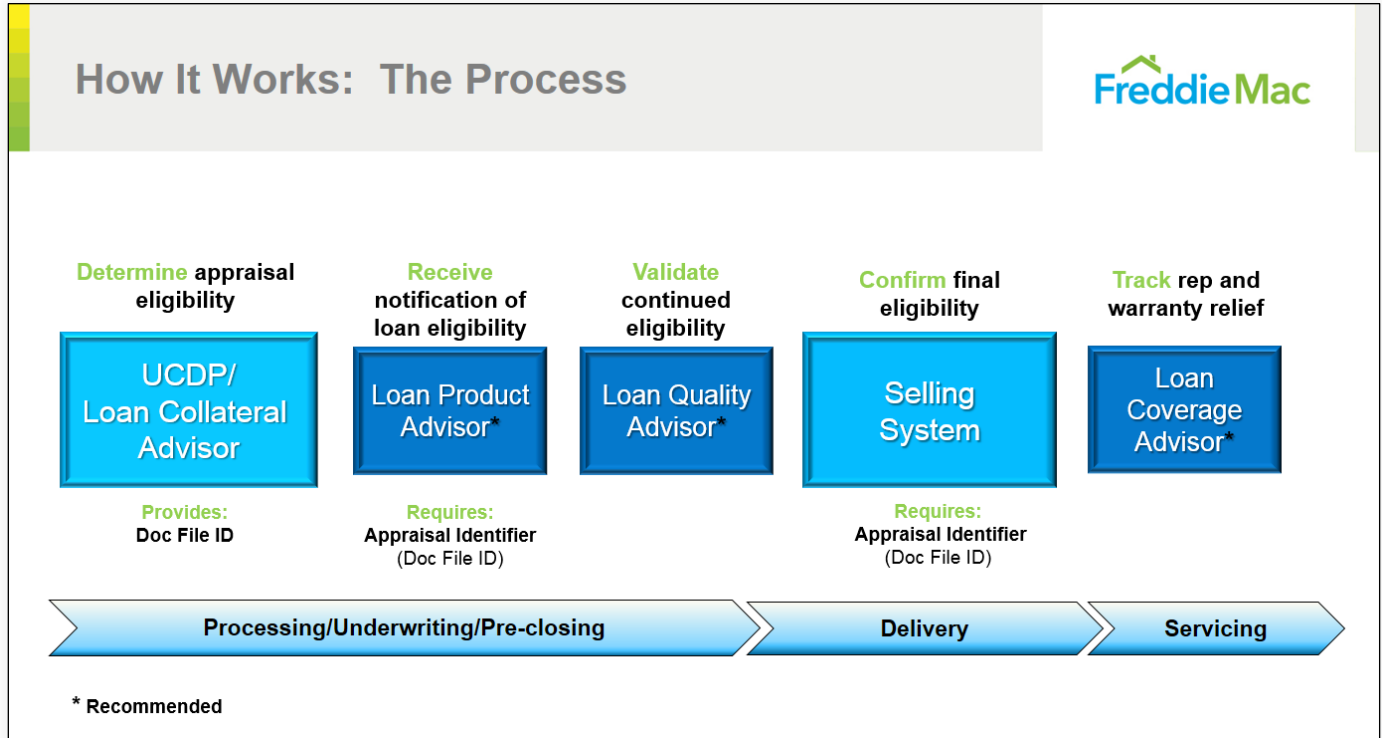 How It Works: The Process
Freddie Mac
Determine appraisal
eligibility
UCDP/
Loan Collateral
Advisor
Provides:
Doc File ID
Receive
notification of
loan eligibility
Loan Product
Advisor*
Requires:
Appraisal Identifier
(Doc File ID)
Validate
continued
eligibility
Loan Quality
Advisor*
Confirm final
eligibility
Selling
System
Requires:
Appraisal Identifier
(Doc File ID)
Track rep and
warranty relief
Loan
Coverage
Advisor*
Processing/Underwriting/Pre-closing
Delivery
Servicing
* Recommended